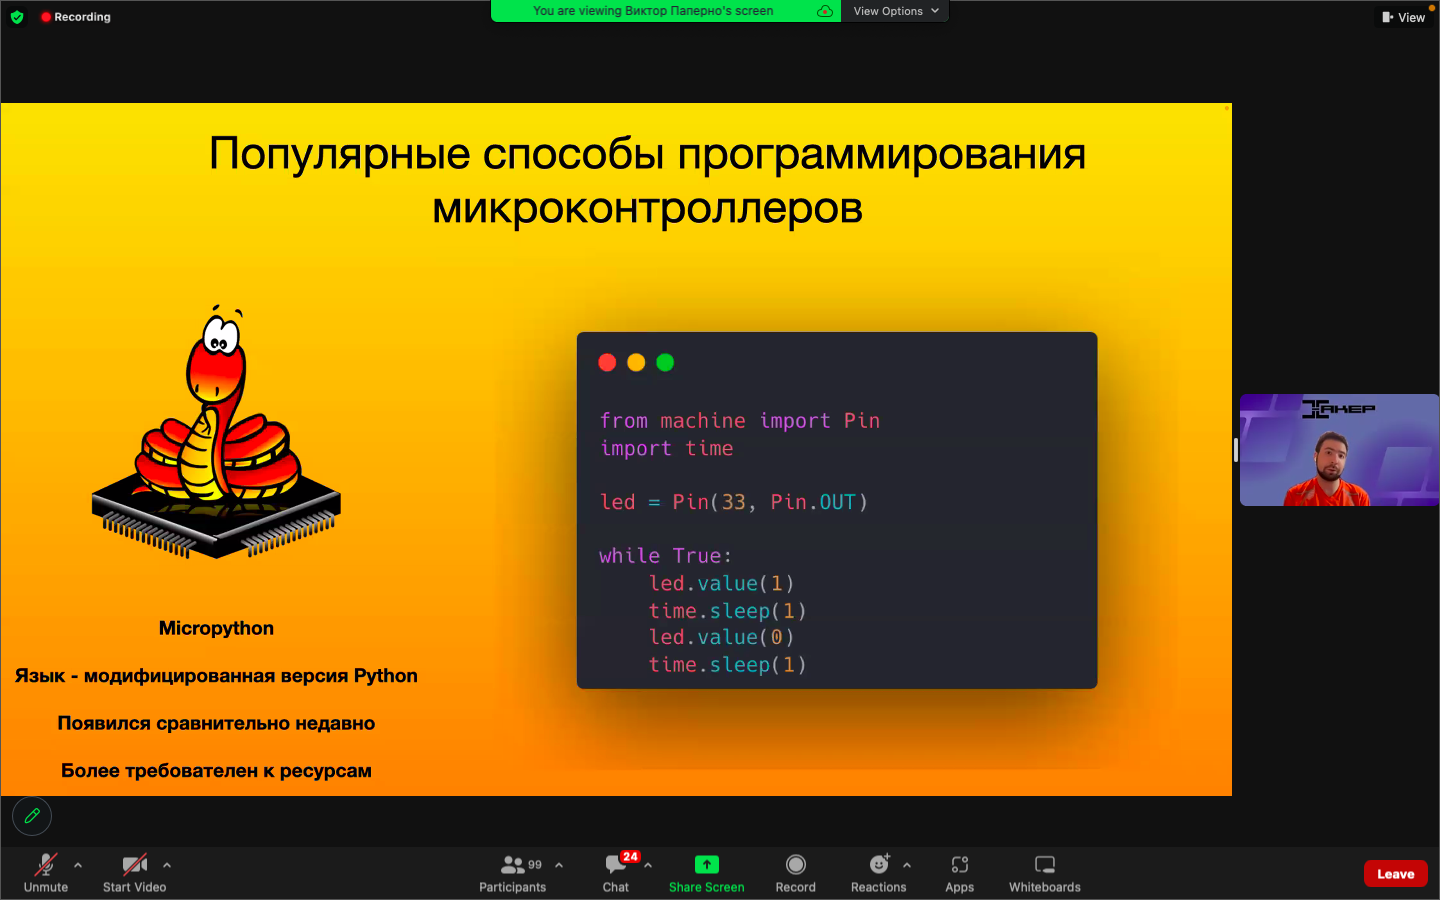 Recording
You are viewing Виктор Паперно's screen
View Options
View
Популярные способы программирования
микроконтроллеров
from machine import Pin
import time
led = Pin(33, Pin.OUT)
while True:
led.value(1)
time.sleep(1)
led.value(0)
time.sleep(1)
Micropython
Язык - модифицированная версия Python
Появился сравнительно недавно
Более требователен к ресурсам
ХАКЕР
Unmute
Start Video
99
Participants
24
Chat
Share Screen
Record
Reactions
Apps
Whiteboards
Leave